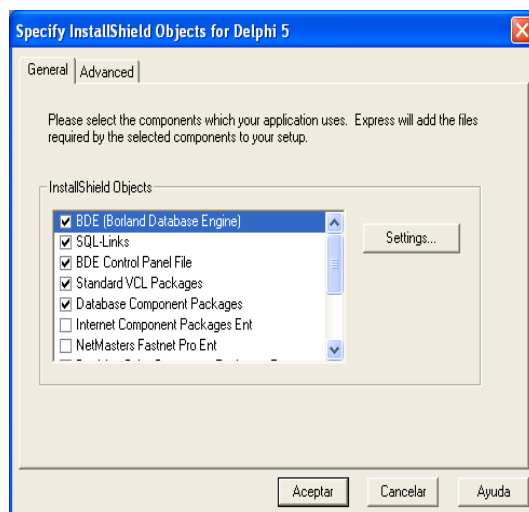 Specify InstallShield Objects for Delphi 5
General Advanced
Please select the components which your application uses. Express will add the files
required by the selected components to your setup.
InstallShield Objects
BDE (Borland Database Engine)
SQL-Links
BDE Control Panel File
Standard VCL Packages
Database Component Packages
Internet Component Packages Ent
NetMasters Fastnet Pro Ent
Settings...
Aceptar Cancelar Ayuda